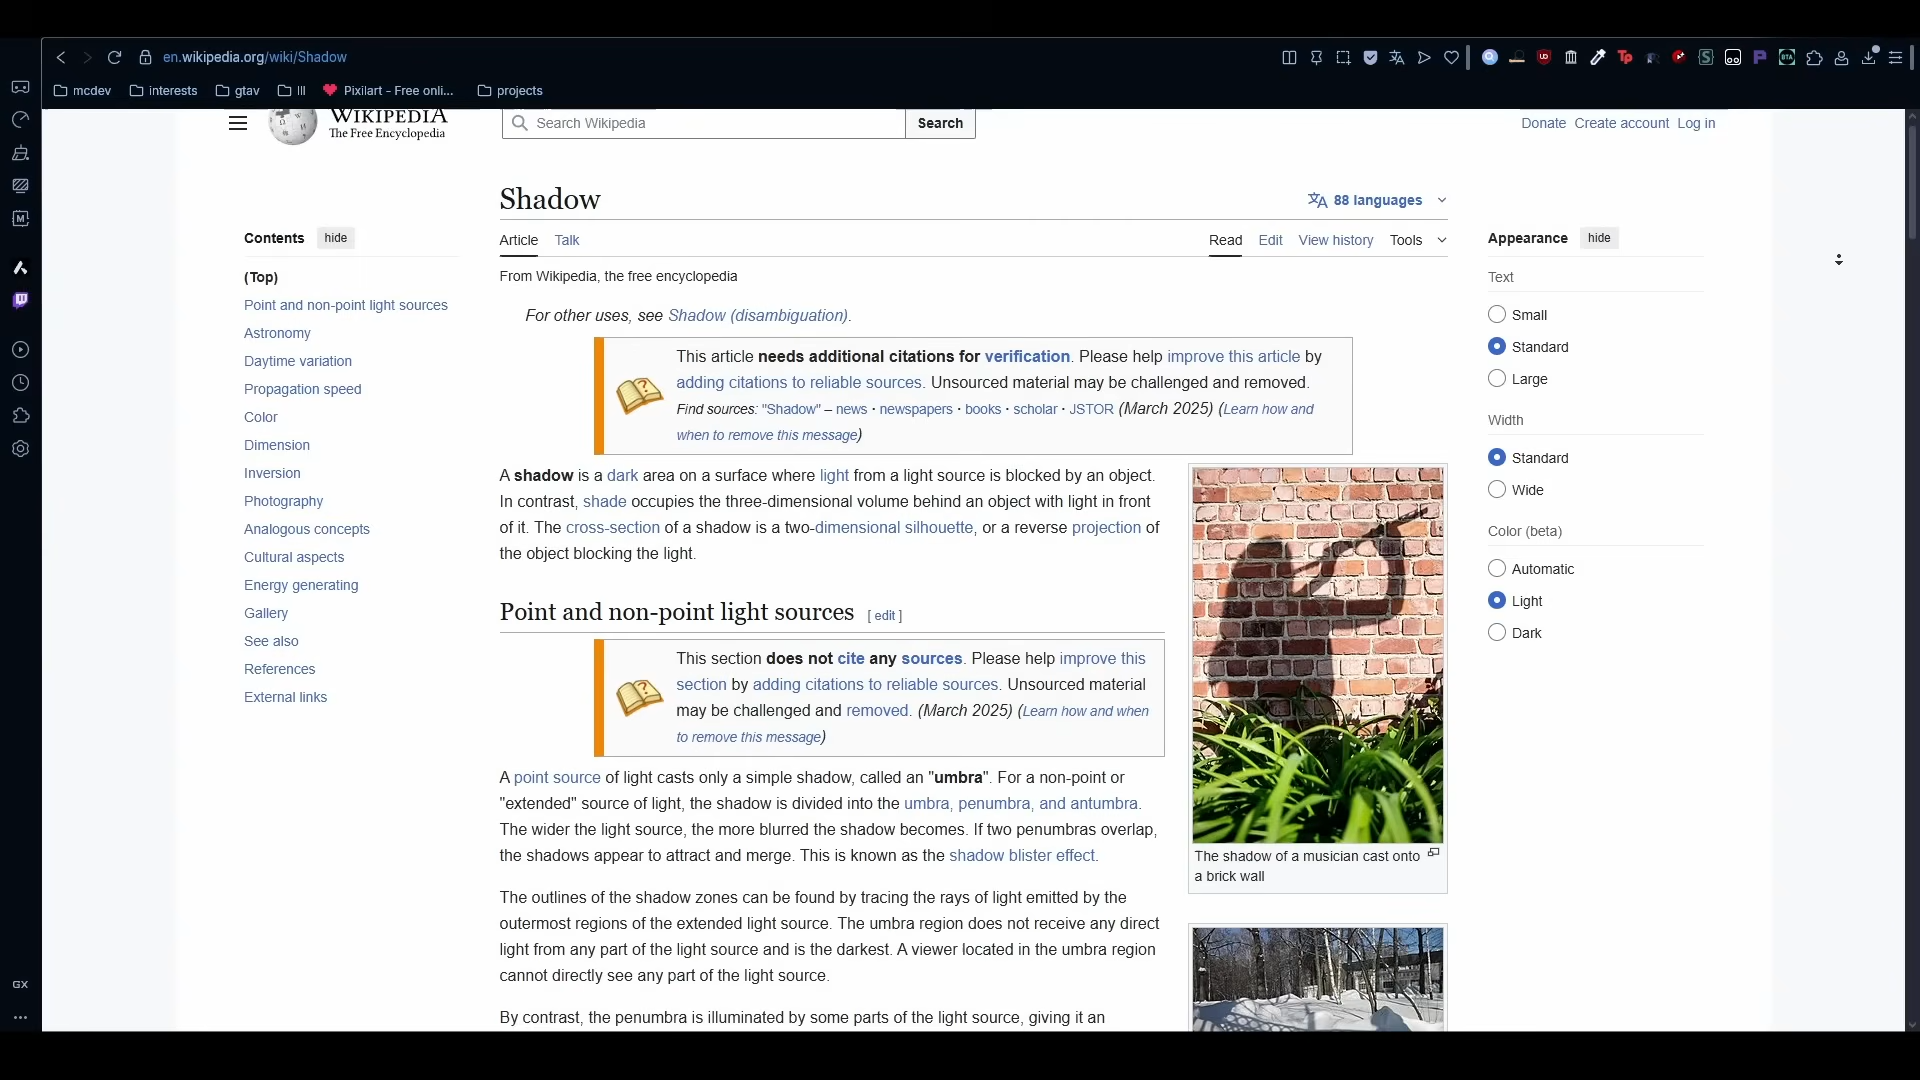 en.wikipedia.org/wiki/Shadow
mcdev
interests
gtav
lll
Pixilart - Free onli...
projects
WIKIPEDIA
The Free Encyclopedia
Search Wikipedia
Search
Donate Create account Log in
Shadow
88 languages
Contents hide
(Top)
Point and non-point light sources
Astronomy
Daytime variation
Propagation speed
Color
Dimension
Inversion
Photography
Analogous concepts
Cultural aspects
Energy generating
Gallery
See also
References
External links
Article Talk
Read Edit View history Tools
From Wikipedia, the free encyclopedia
For other uses, see Shadow (disambiguation).
This article needs additional citations for verification. Please help improve this article by
adding citations to reliable sources. Unsourced material may be challenged and removed.
Find sources: "Shadow" – news · newspapers · books · scholar · JSTOR (March 2025) (Learn how and
when to remove this message)
A shadow is a dark area on a surface where light from a light source is blocked by an object.
In contrast, shade occupies the three-dimensional volume behind an object with light in front
of it. The cross-section of a shadow is a two-dimensional silhouette, or a reverse projection of
the object blocking the light.
Point and non-point light sources [ edit ]
This section does not cite any sources. Please help improve this
section by adding citations to reliable sources. Unsourced material
may be challenged and removed. (March 2025) (Learn how and when
to remove this message)
A point source of light casts only a simple shadow, called an "umbra". For a non-point or
"extended" source of light, the shadow is divided into the umbra, penumbra, and antumbra.
The wider the light source, the more blurred the shadow becomes. If two penumbras overlap,
the shadows appear to attract and merge. This is known as the shadow blister effect.
The outlines of the shadow zones can be found by tracing the rays of light emitted by the
outermost regions of the extended light source. The umbra region does not receive any direct
light from any part of the light source and is the darkest. A viewer located in the umbra region
cannot directly see any part of the light source.
By contrast, the penumbra is illuminated by some parts of the light source, giving it an
The shadow of a musician cast onto
a brick wall
Appearance hide
Text
Small
Standard
Large
Width
Standard
Wide
Color (beta)
Automatic
Light
Dark
GX